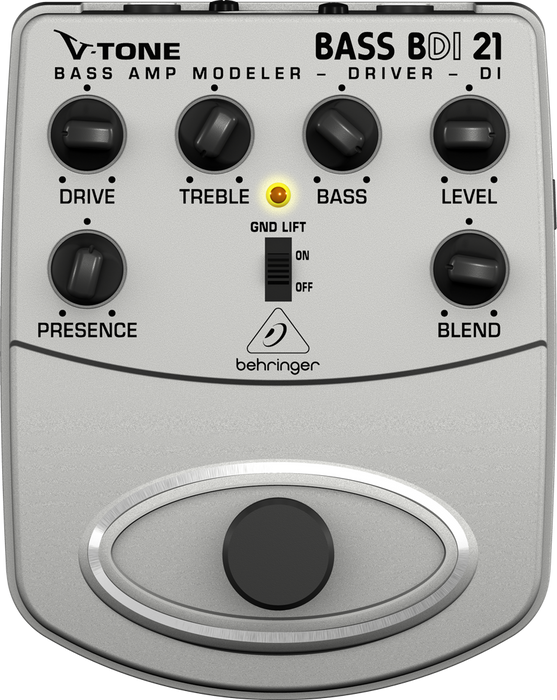 V-TONE
BASS BDI 21
BASS AMP MODELER – DRIVER – DI
DRIVE
TREBLE
BASS
LEVEL
GND LIFT
ON
OFF
PRESENCE
BLEND
behringer